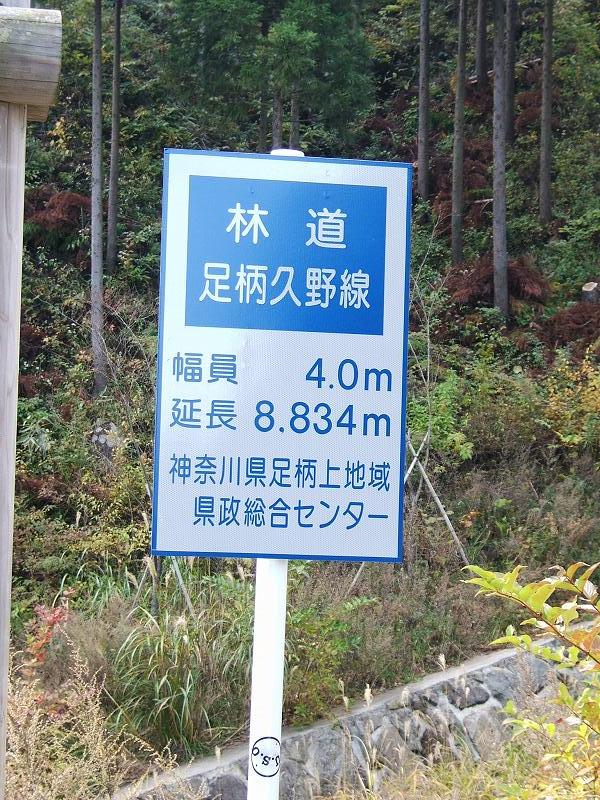 林道
足柄久野線
幅員 4.0m
延長 8.834m
神奈川県足柄上地域
県政総合センター